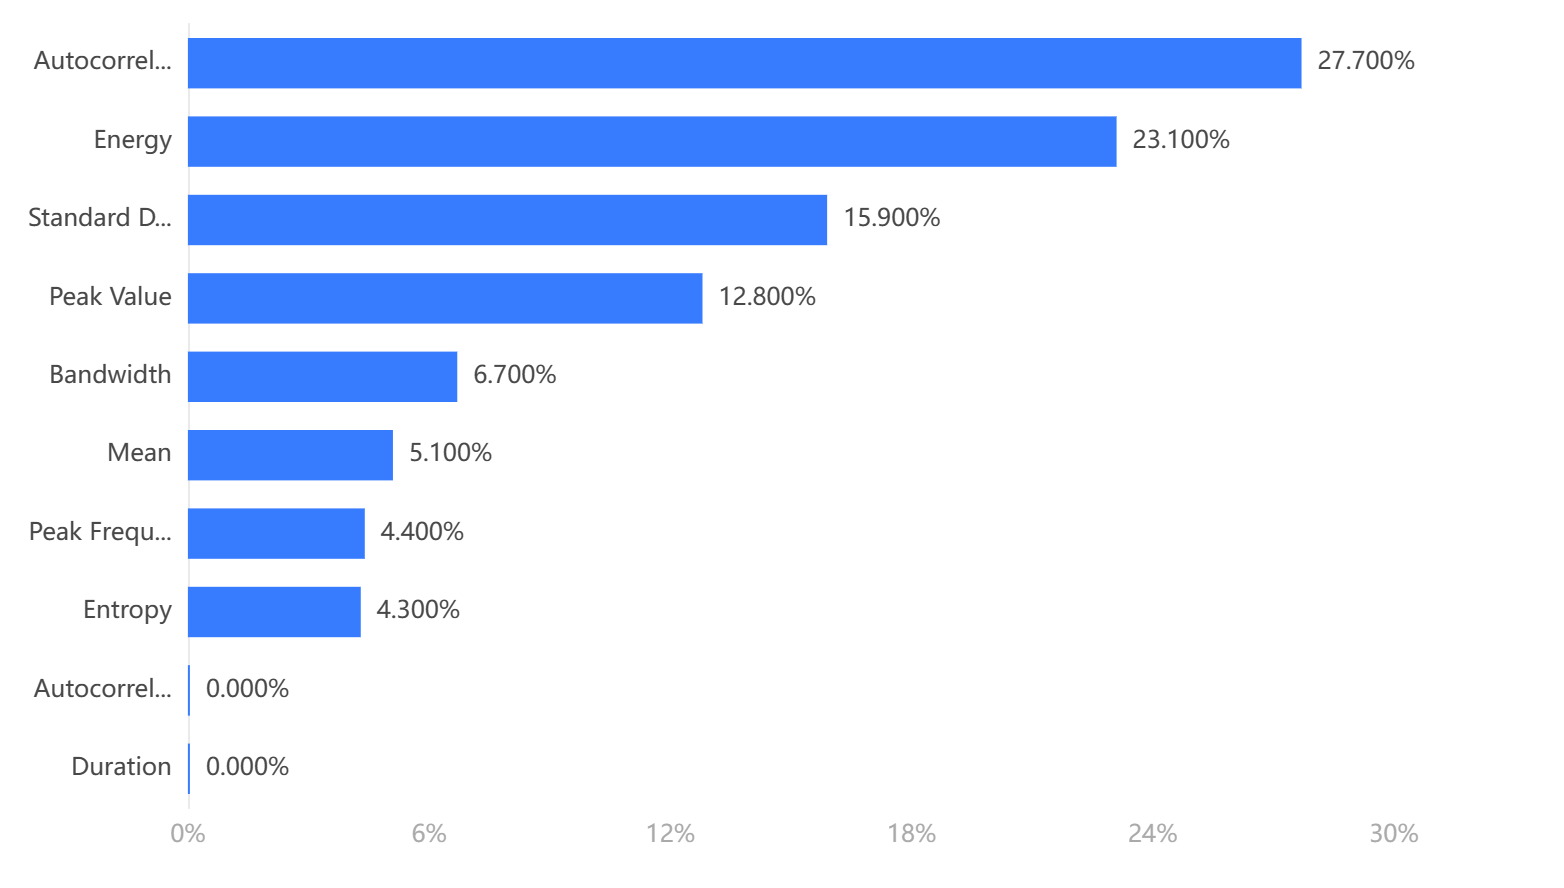 Autocorrel... 27.700%
Energy 23.100%
Standard D... 15.900%
Peak Value 12.800%
Bandwidth 6.700%
Mean 5.100%
Peak Frequ... 4.400%
Entropy 4.300%
Autocorrel... 0.000%
Duration 0.000%
0% 6% 12% 18% 24% 30%